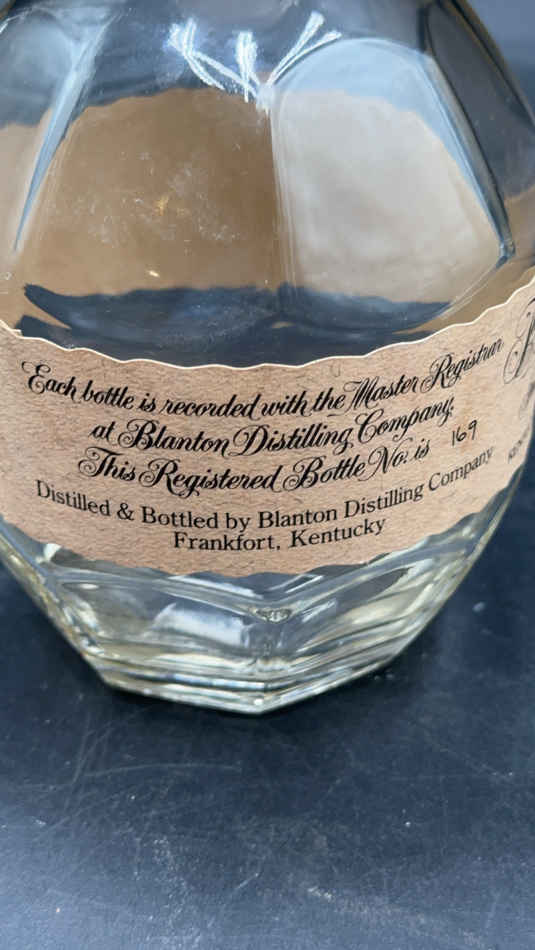 Each bottle is recorded with the Master Registrar
at Blanton Distilling Company.
This Registered Bottle No. is 169
Distilled & Bottled by Blanton Distilling Company
Frankfort, Kentucky